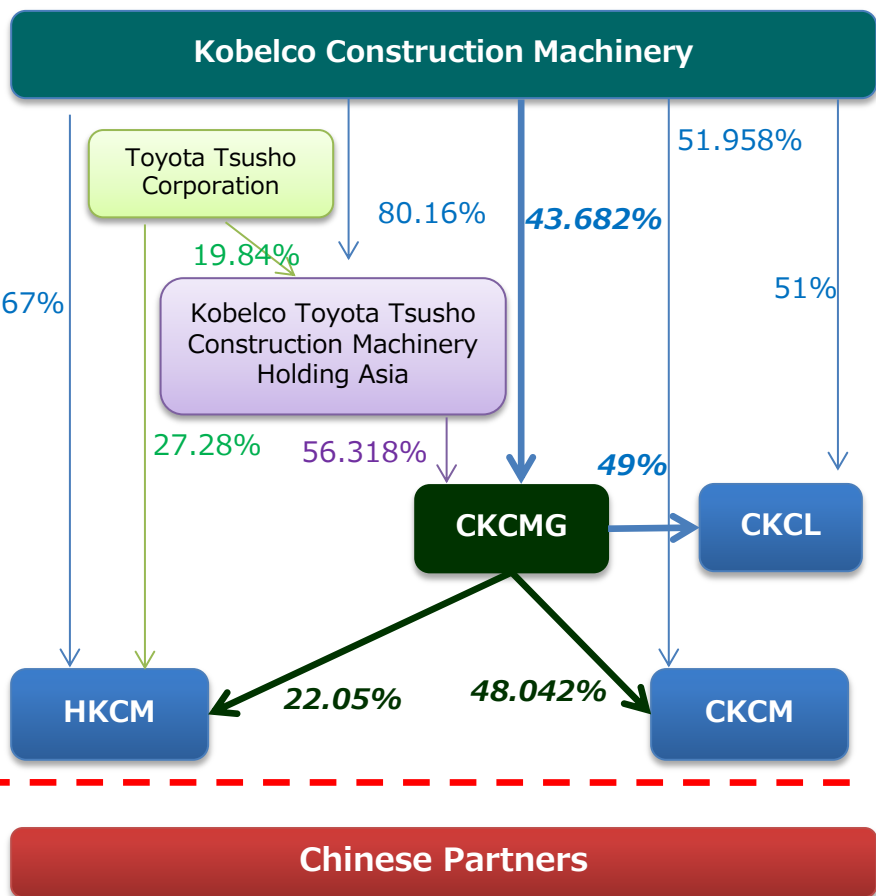 Kobelco Construction Machinery
Toyota Tsusho
Corporation
51.958%
80.16%
43.682%
19.84%
67%
51%
Kobelco Toyota Tsusho
Construction Machinery
Holding Asia
27.28%
56.318%
49%
CKCMG
CKCL
HKCM
22.05%
48.042%
CKCM
Chinese Partners